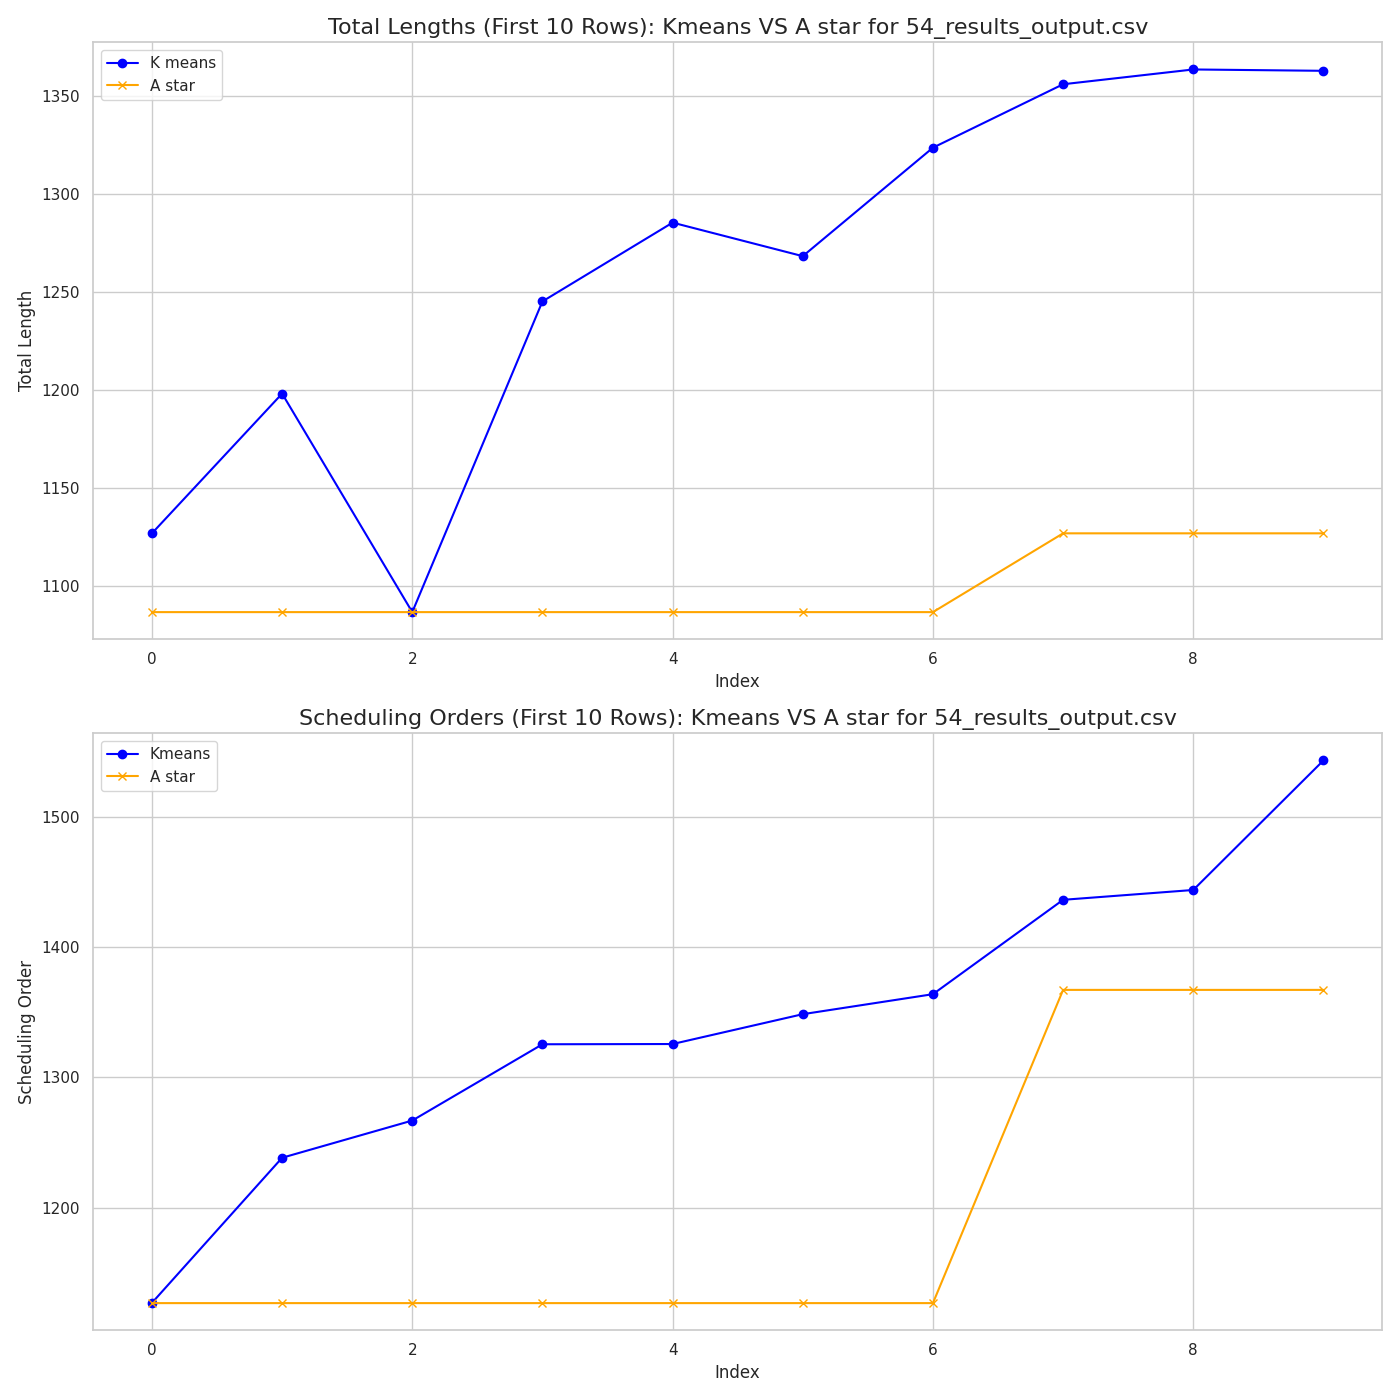 Total Lengths (First 10 Rows): Kmeans VS A star for 54_results_output.csv
K means
A star
1350
1300
1250
1200
1150
1100
Total Length
0 2 4 6 8
Index
Scheduling Orders (First 10 Rows): Kmeans VS A star for 54_results_output.csv
Kmeans
A star
1500
1400
1300
1200
Scheduling Order
0 2 4 6 8
Index